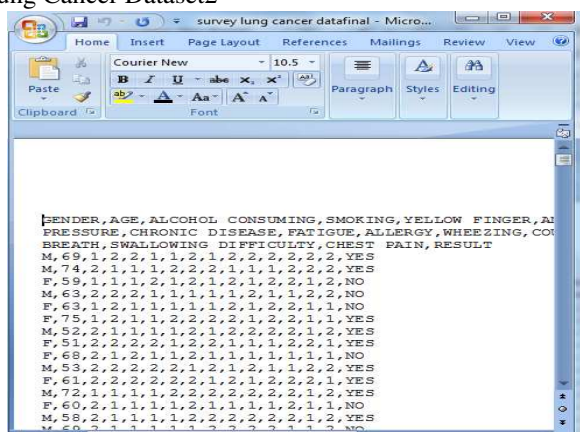 ung Cancer Dataset2
survey lung cancer datafinal - Micro...
Home Insert Page Layout References Mailings Review View
Courier New 10.5
Paste
B I U abe X₂ X²
ab A Aa A A
Paragraph Styles Editing
Clipboard Font
GENDER,AGE,ALCOHOL CONSUMING,SMOKING,YELLOW FINGER,A
PRESSURE,CHRONIC DISEASE,FATIGUE,ALLERGY,WHEEZING,COU
BREATH,SWALLOWING DIFFICULTY,CHEST PAIN,RESULT
M,69,1,2,2,1,1,2,1,2,2,2,2,2,2,YES
M,74,2,1,1,1,2,2,2,1,1,1,2,2,2,YES
F,59,1,1,1,2,1,2,1,2,1,2,2,1,2,NO
M,63,2,2,2,1,1,1,1,1,2,1,1,2,2,NO
F,63,1,2,1,1,1,1,1,2,1,2,2,1,1,NO
F,75,1,2,1,1,2,2,2,2,1,2,2,1,1,YES
M,52,2,1,1,1,1,2,1,2,2,2,2,1,2,YES
F,51,2,2,2,2,1,2,2,1,1,1,2,2,1,YES
F,68,2,1,2,1,1,2,1,1,1,1,1,1,1,NO
M,53,2,2,2,2,2,1,2,1,2,1,1,2,2,YES
F,61,2,2,2,2,2,2,1,2,1,2,2,2,1,YES
M,72,1,1,1,1,2,2,2,2,2,2,2,1,2,YES
F,60,2,1,1,1,1,2,1,1,1,1,2,1,1,NO
M,58,2,1,1,1,1,2,2,2,2,2,2,1,2,YES